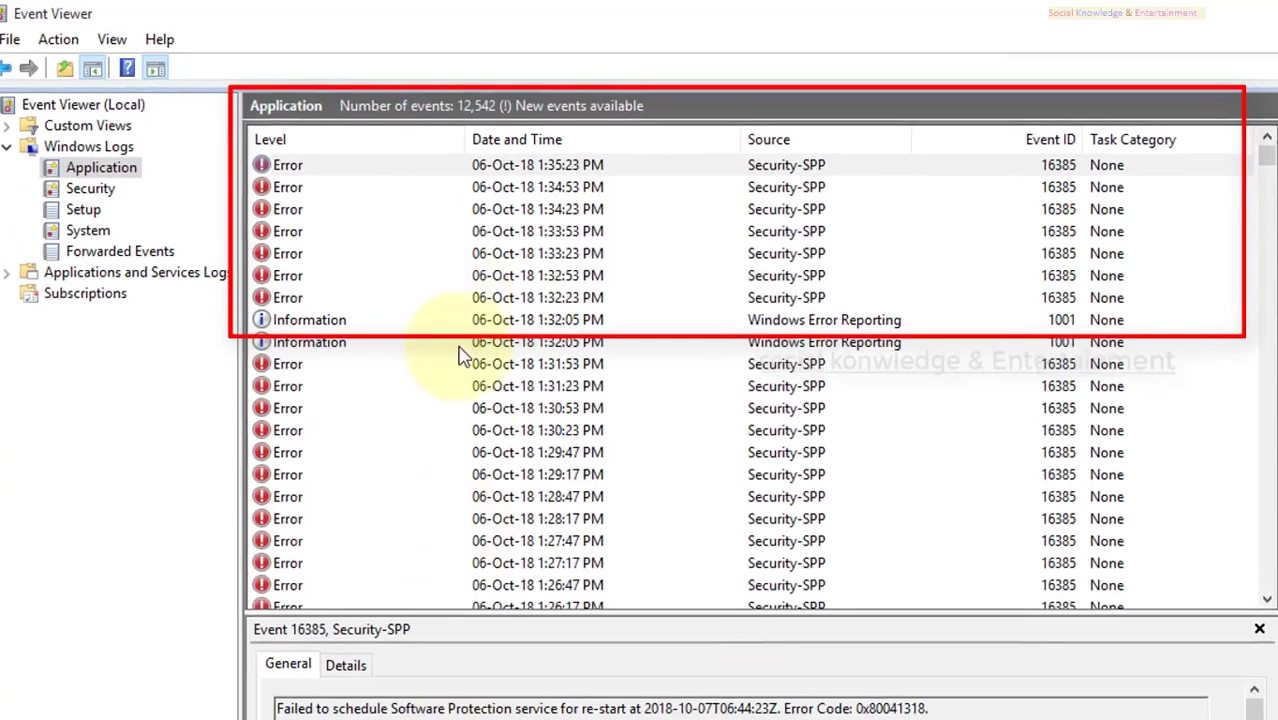 Event Viewer
Social Knowledge & Entertainment
File Action View Help
Event Viewer (Local)
Custom Views
Windows Logs
Application
Security
Setup
System
Forwarded Events
Applications and Services Logs
Subscriptions
Application Number of events: 12,542 (!) New events available
Level Date and Time Source Event ID Task Category
Error 06-Oct-18 1:35:23 PM Security-SPP 16385 None
Error 06-Oct-18 1:34:53 PM Security-SPP 16385 None
Error 06-Oct-18 1:34:23 PM Security-SPP 16385 None
Error 06-Oct-18 1:33:53 PM Security-SPP 16385 None
Error 06-Oct-18 1:33:23 PM Security-SPP 16385 None
Error 06-Oct-18 1:32:53 PM Security-SPP 16385 None
Error 06-Oct-18 1:32:23 PM Security-SPP 16385 None
Information 06-Oct-18 1:32:05 PM Windows Error Reporting 1001 None
Information 06-Oct-18 1:32:05 PM Windows Error Reporting 1001 None
social konwledge & Entertainment
Error 06-Oct-18 1:31:53 PM Security-SPP 16385 None
Error 06-Oct-18 1:31:23 PM Security-SPP 16385 None
Error 06-Oct-18 1:30:53 PM Security-SPP 16385 None
Error 06-Oct-18 1:30:23 PM Security-SPP 16385 None
Error 06-Oct-18 1:29:47 PM Security-SPP 16385 None
Error 06-Oct-18 1:29:17 PM Security-SPP 16385 None
Error 06-Oct-18 1:28:47 PM Security-SPP 16385 None
Error 06-Oct-18 1:28:17 PM Security-SPP 16385 None
Error 06-Oct-18 1:27:47 PM Security-SPP 16385 None
Error 06-Oct-18 1:27:17 PM Security-SPP 16385 None
Error 06-Oct-18 1:26:47 PM Security-SPP 16385 None
Error 06-Oct-18 1:26:17 PM Security-SPP 16385 None
Event 16385, Security-SPP
General Details
Failed to schedule Software Protection service for re-start at 2018-10-07T06:44:23Z. Error Code: 0x80041318.